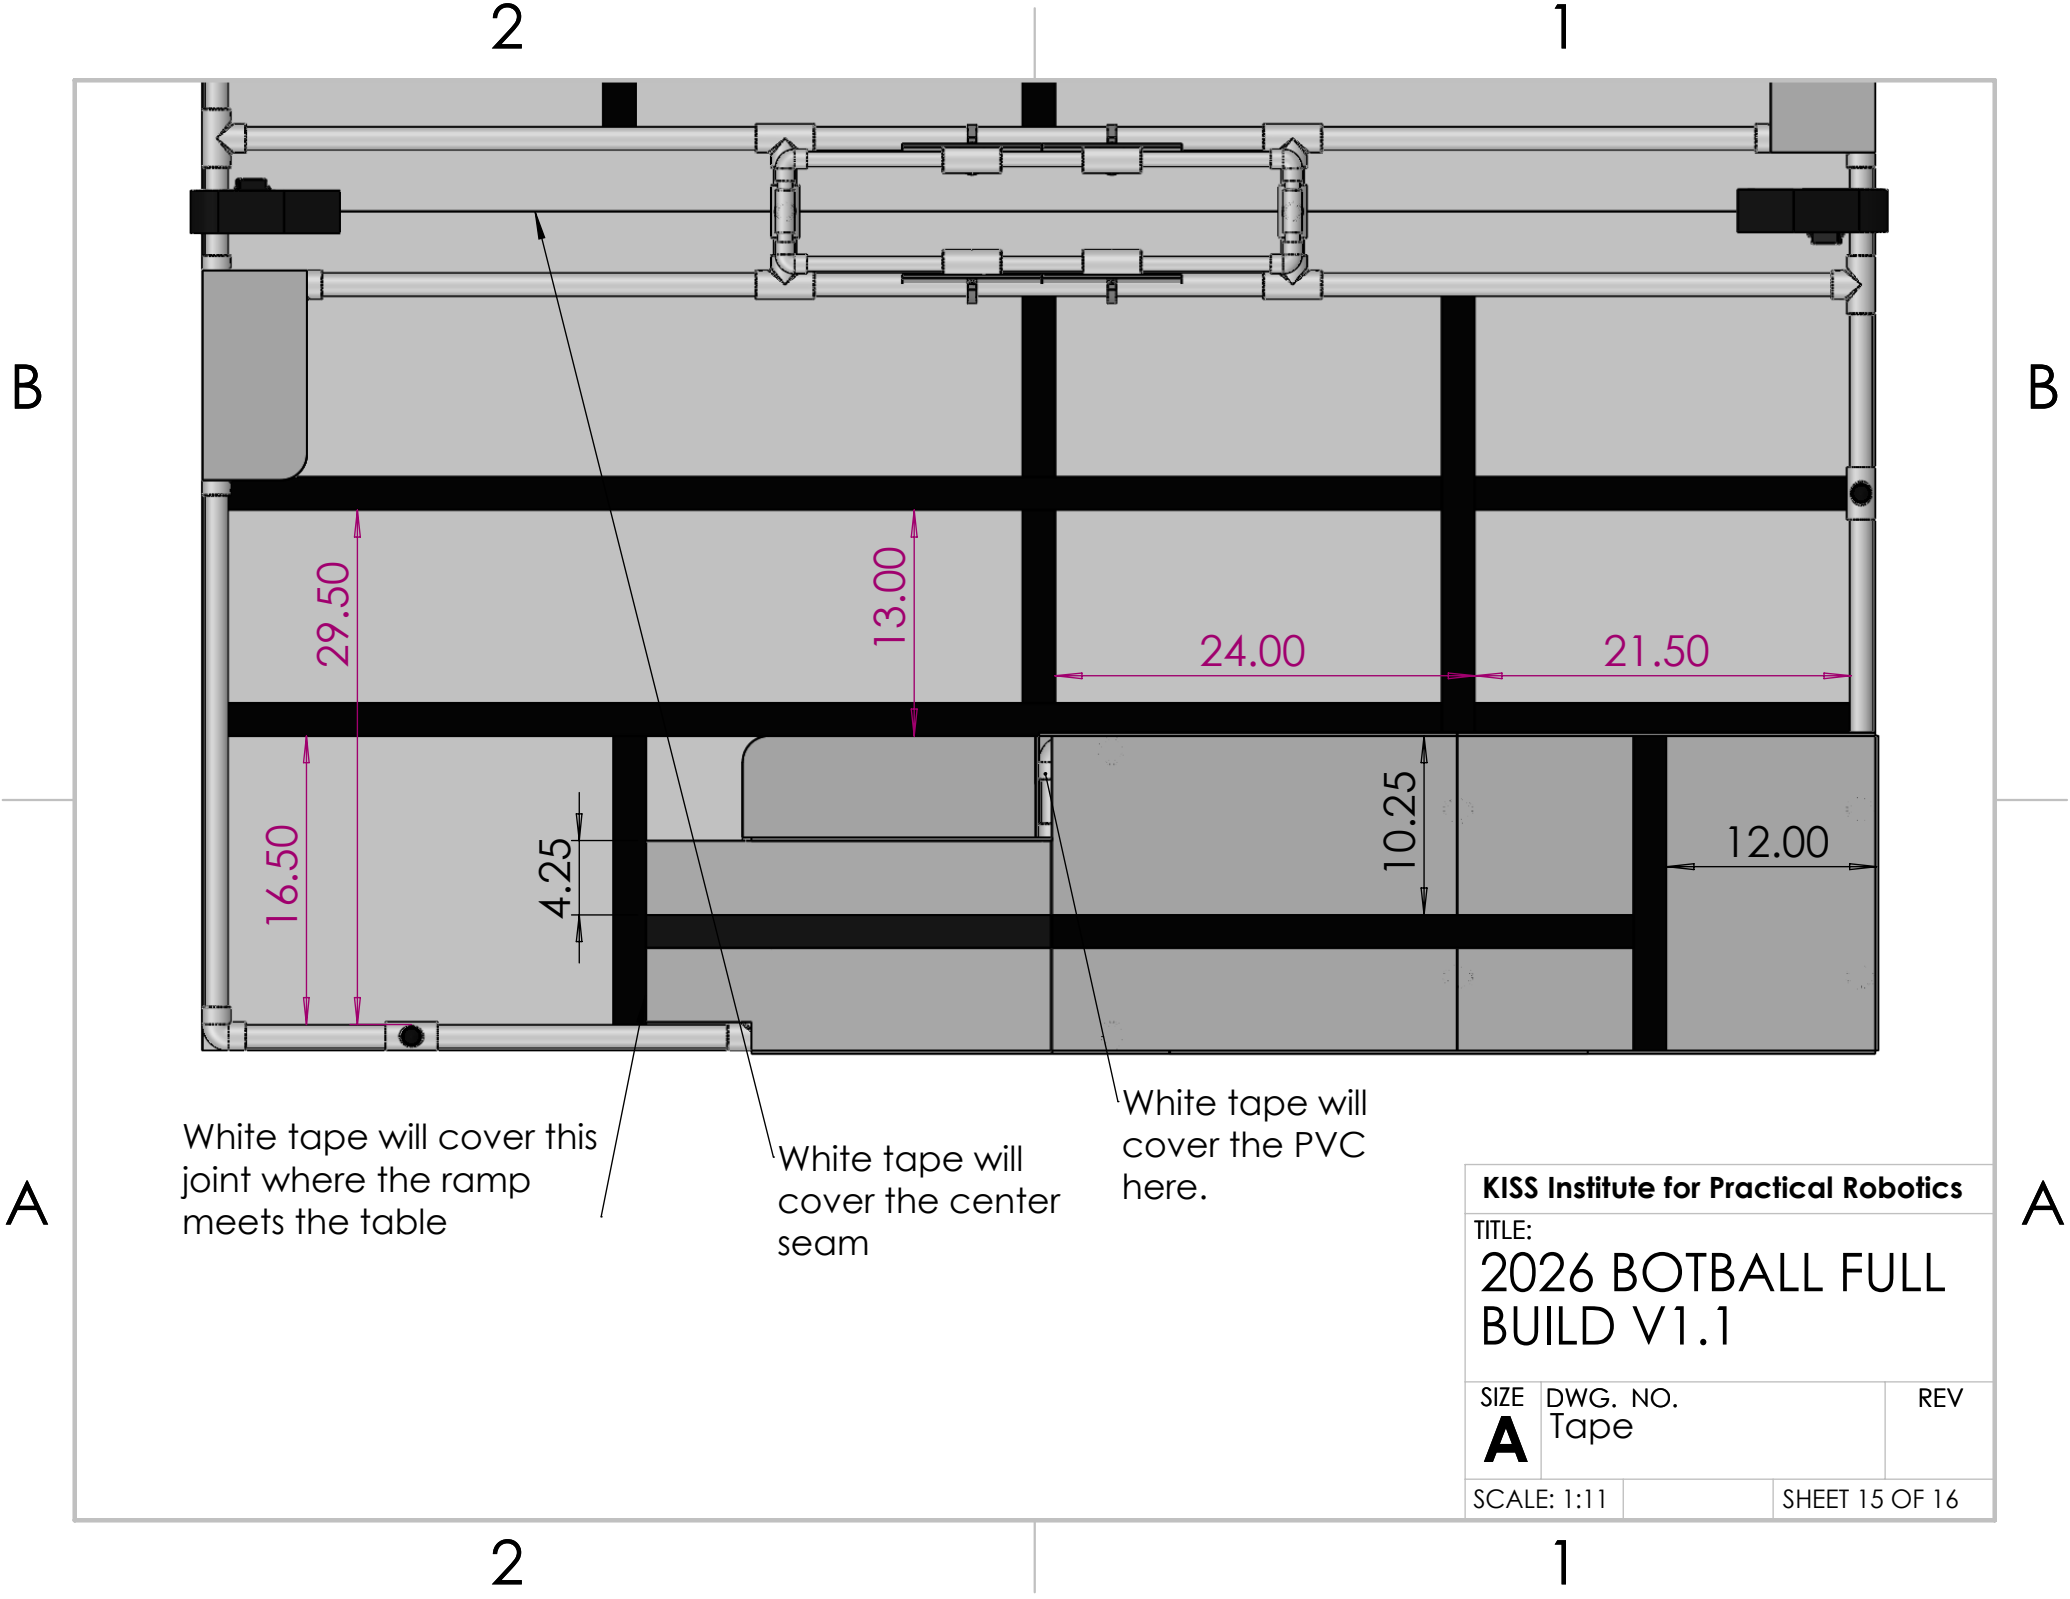 2 1
B B
29.50
13.00
24.00
21.50
16.50
4.25
10.25
12.00
White tape will cover this
joint where the ramp
meets the table
White tape will
cover the center
seam
White tape will
cover the PVC
here.
A A
KISS Institute for Practical Robotics
TITLE:
2026 BOTBALL FULL
BUILD V1.1
SIZE DWG. NO. REV
A Tape
SCALE: 1:11 SHEET 15 OF 16
2 1